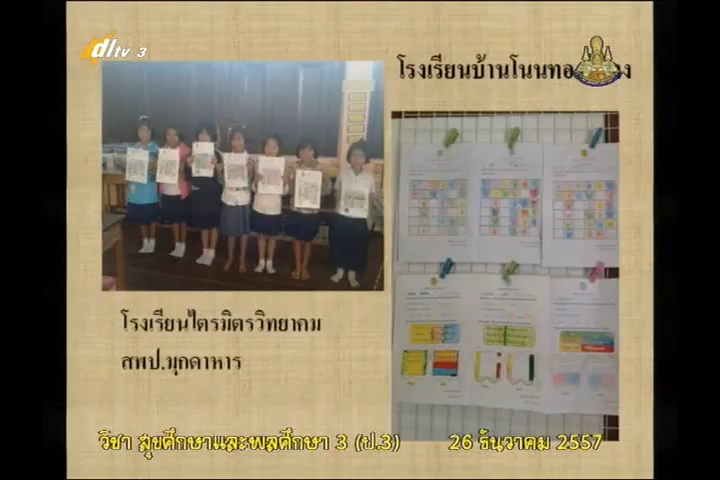 dltv 3
โรงเรียนบ้านโนนทอ
โรงเรียนไตรมิตรวิทยาคม
สพป.มุกดาหาร
วิชา สุขศึกษาและพลศึกษา 3 (ป.3) 26 ธันวาคม 2557